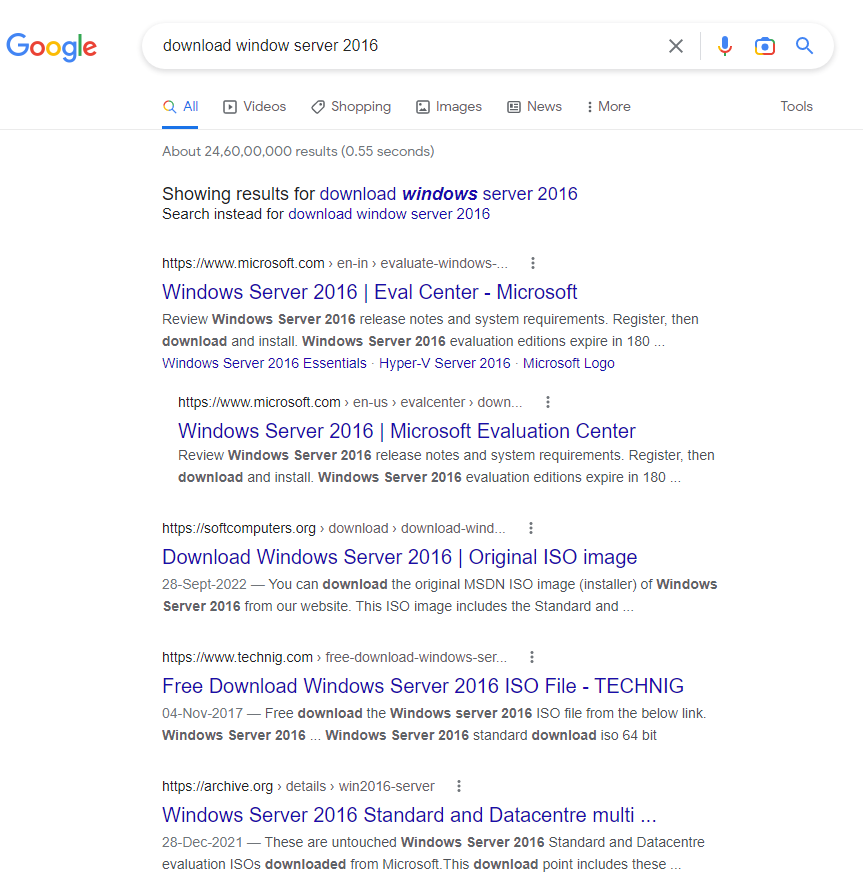 Google
download window server 2016
All Videos Shopping Images News More Tools
About 24,60,00,000 results (0.55 seconds)
Showing results for download windows server 2016
Search instead for download window server 2016
https://www.microsoft.com › en-in › evaluate-windows-...
Windows Server 2016 | Eval Center - Microsoft
Review Windows Server 2016 release notes and system requirements. Register, then
download and install. Windows Server 2016 evaluation editions expire in 180 ...
Windows Server 2016 Essentials · Hyper-V Server 2016 · Microsoft Logo
https://www.microsoft.com › en-us › evalcenter › down...
Windows Server 2016 | Microsoft Evaluation Center
Review Windows Server 2016 release notes and system requirements. Register, then
download and install. Windows Server 2016 evaluation editions expire in 180 ...
https://softcomputers.org › download › download-wind...
Download Windows Server 2016 | Original ISO image
28-Sept-2022 — You can download the original MSDN ISO image (installer) of Windows
Server 2016 from our website. This ISO image includes the Standard and ...
https://www.technig.com › free-download-windows-ser...
Free Download Windows Server 2016 ISO File - TECHNIG
04-Nov-2017 — Free download the Windows server 2016 ISO file from the below link.
Windows Server 2016 ... Windows Server 2016 standard download iso 64 bit
https://archive.org › details › win2016-server
Windows Server 2016 Standard and Datacentre multi ...
28-Dec-2021 — These are untouched Windows Server 2016 Standard and Datacentre
evaluation ISOs downloaded from Microsoft.This download point includes these ...